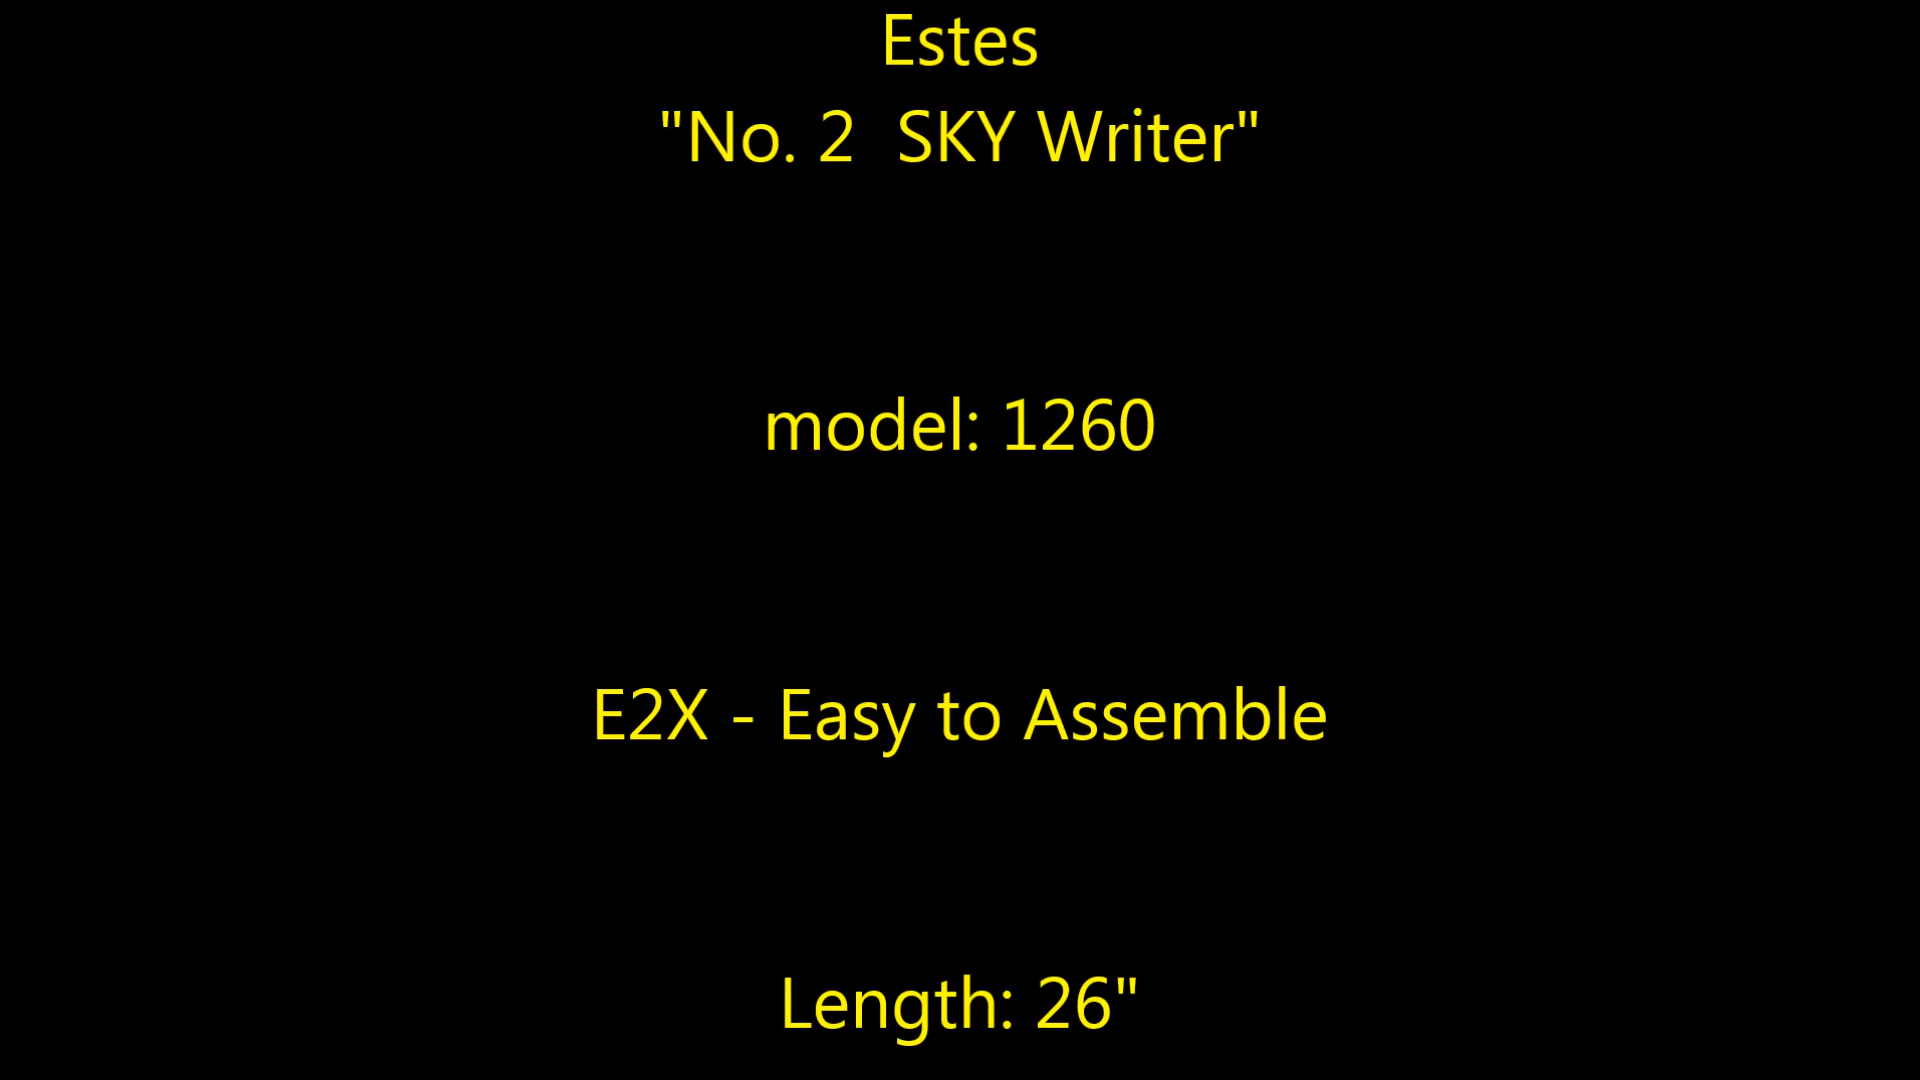 Estes
"No. 2  SKY Writer"
model: 1260
E2X - Easy to Assemble
Length: 26"